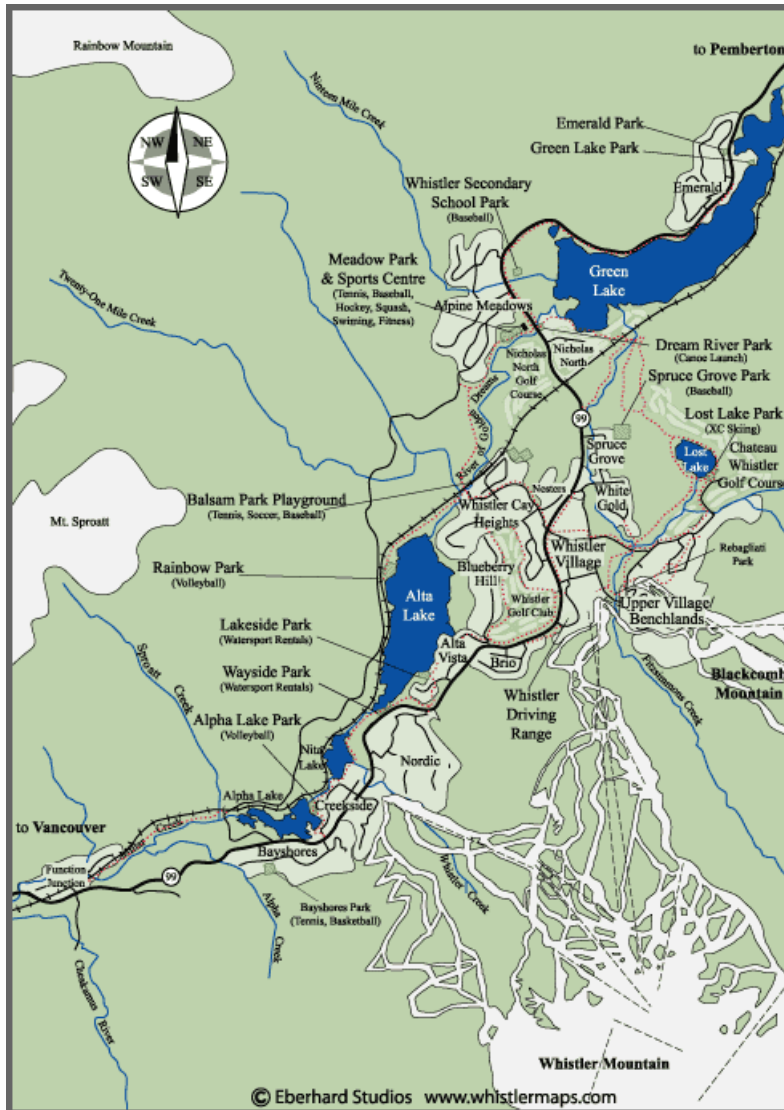 Rainbow Mountain
to Pemberton
Ninteen Mile Creek
NW
NE
SW
SE
Emerald Park
Green Lake Park
Emerald
Whistler Secondary
School Park
(Baseball)
Meadow Park
& Sports Centre
(Tennis, Baseball,
Hockey, Squash,
Swiming, Fitness)
Green
Lake
Twenty-One Mile Creek
Alpine Meadows
Dream River Park
(Canoe Launch)
Nicholas
North
Nicholas
North
Golf
Course
Spruce Grove Park
(Baseball)
River of Golden Dreams
99
Lost Lake Park
(XC Skiing)
Spruce
Grove
Lost
Lake
Chateau
Whistler
Golf Course
Mt. Sproatt
Balsam Park Playground
(Tennis, Soccer, Baseball)
Nesters
White
Gold
Whistler Cay
Heights
Rainbow Park
(Volleyball)
Blueberry
Hill
Whistler
Village
Rebagliati
Park
Alta
Lake
Whistler
Golf Club
Upper Village/
Benchlands
Lakeside Park
(Watersport Rentals)
Alta
Vista
Brio
Sproatt Creek
Wayside Park
(Watersport Rentals)
Whistler
Driving
Range
Fitzsimmons Creek
Blackcomb
Mountain
Alpha Lake Park
(Volleyball)
Nita
Lake
Nordic
Alpha Lake
Creekside
to Vancouver
Millar Creek
Bayshores
Function
Junction
99
Whistler Creek
Bayshores Park
(Tennis, Basketball)
Alpha Creek
Cheakamus River
Whistler Mountain
© Eberhard Studios www.whistlermaps.com